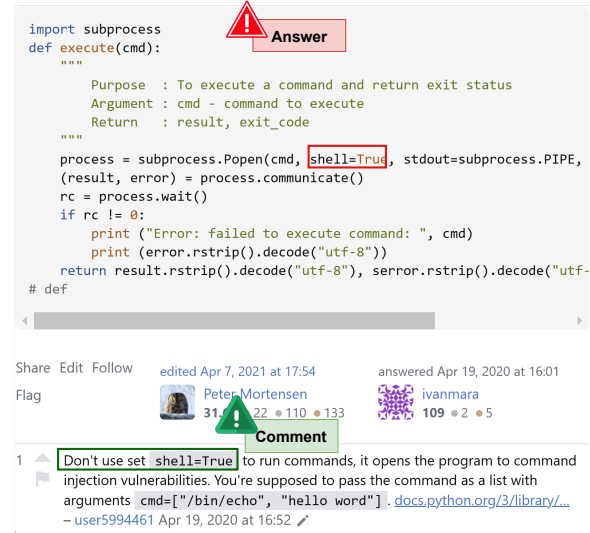 Answer
import subprocess
def execute(cmd):
"""
Purpose : To execute a command and return exit status
Argument : cmd - command to execute
Return : result, exit_code
"""
process = subprocess.Popen(cmd, shell=True, stdout=subprocess.PIPE,
(result, error) = process.communicate()
rc = process.wait()
if rc != 0:
print ("Error: failed to execute command: ", cmd)
print (error.rstrip().decode("utf-8"))
return result.rstrip().decode("utf-8"), serror.rstrip().decode("utf-
# def
Share Edit Follow
Flag
edited Apr 7, 2021 at 17:54
Peter Mortensen
22 110 133
answered Apr 19, 2020 at 16:01
ivanmara
109 2 5
Comment
1 Don't use set shell=True to run commands, it opens the program to command
injection vulnerabilities. You're supposed to pass the command as a list with
arguments cmd=["/bin/echo", "hello word"] . docs.python.org/3/library/...
– user5994461 Apr 19, 2020 at 16:52